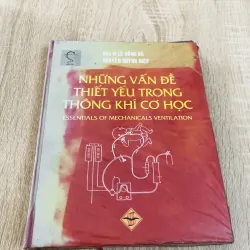 NHỮNG VẤN ĐỀ
THIẾT YẾU TRONG
THÔNG KHÍ CƠ HỌC
ESSENTIALS OF MECHANICALS VENTILATION